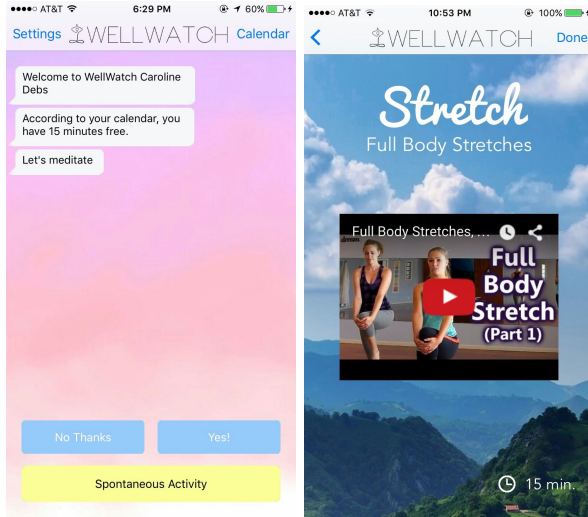 AT&T 6:29 PM 60%
Settings WELLWATCH Calendar
Welcome to WellWatch Caroline
Debs
According to your calendar, you
have 15 minutes free.
Let's meditate
No Thanks Yes!
Spontaneous Activity
AT&T 10:53 PM 100%
WELLWATCH Done
Stretch
Full Body Stretches
Full Body Stretches, ...
Full
Body
Stretch
(Part 1)
15 min.